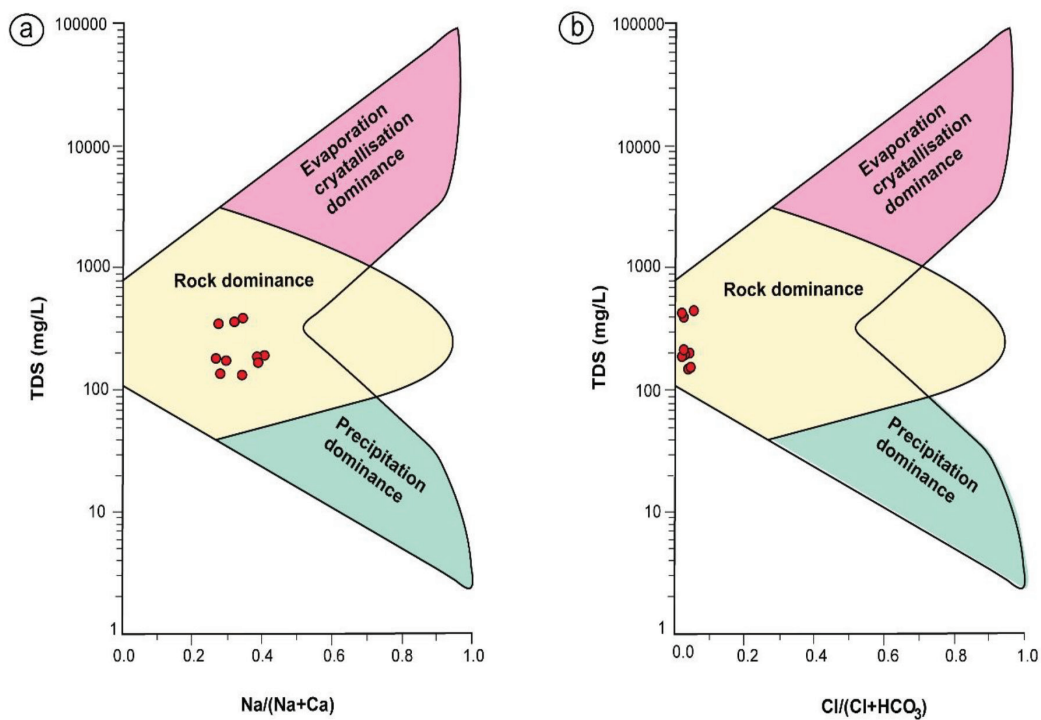 a
100000
10000
1000
100
10
1
TDS (mg/L)
Evaporation
cryatallisation
dominance
Rock dominance
Precipitation
dominance
0.0 0.2 0.4 0.6 0.8 1.0
Na/(Na+Ca)
b
100000
10000
1000
100
10
1
TDS (mg/L)
Evaporation
cryatallisation
dominance
Rock dominance
Precipitation
dominance
0.0 0.2 0.4 0.6 0.8 1.0
Cl/(Cl+HCO₃)